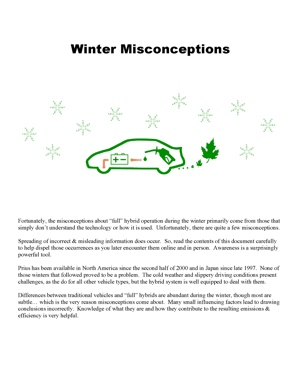 Winter Misconceptions
Fortunately, the misconceptions about "full" hybrid operation during the winter primarily come from those that
simply don't understand the technology or how it is used.  Unfortunately, there are quite a few misconceptions.
Spreading of incorrect & misleading information does occur.  So, read the contents of this document carefully
to help dispel those occurrences as you later encounter them online and in person.  Awareness is a surprisingly
powerful tool.
Prius has been available in North America since the second half of 2000 and in Japan since late 1997.  None of
those winters that followed proved to be a problem.  The cold weather and slippery driving conditions present
challenges, as the do for all other vehicle types, but the hybrid system is well equipped to deal with them.
Differences between traditional vehicles and "full" hybrids are abundant during the winter, though most are
subtle... which is the very reason misconceptions come about.  Many small influencing factors lead to drawing
conclusions incorrectly.  Knowledge of what they are and how they contribute to the resulting emissions &
efficiency is very helpful.